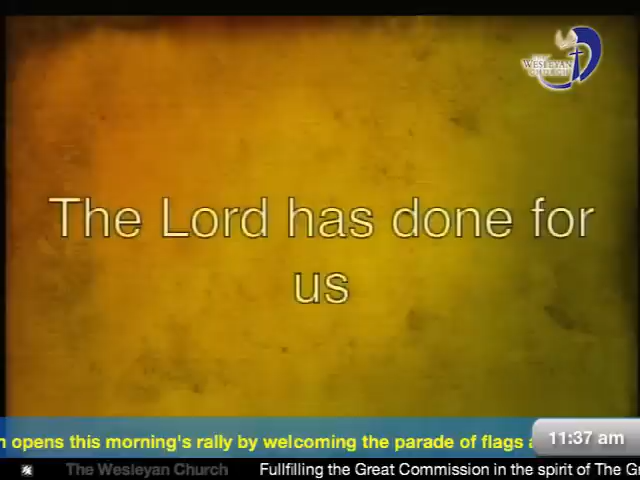 THE
WESLEYAN
CHURCH
The Lord has done for
us
n opens this morning's rally by welcoming the parade of flags a
11:37 am
The Wesleyan Church
Fullfilling the Great Commission in the spirit of The Gr